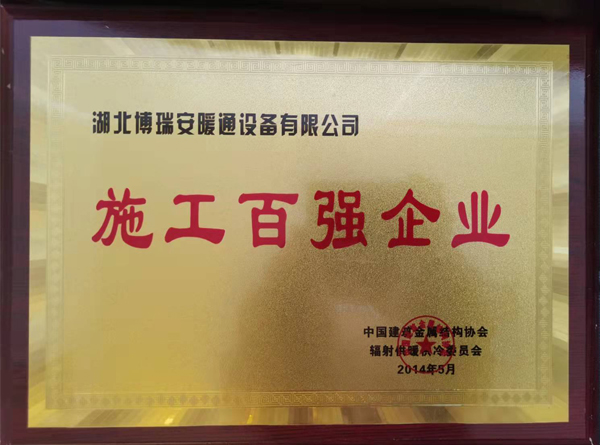 湖北博瑞安暖通设备有限公司
施工百强企业
中国建筑金属结构协会
辐射供暖供冷委员会
2014年5月